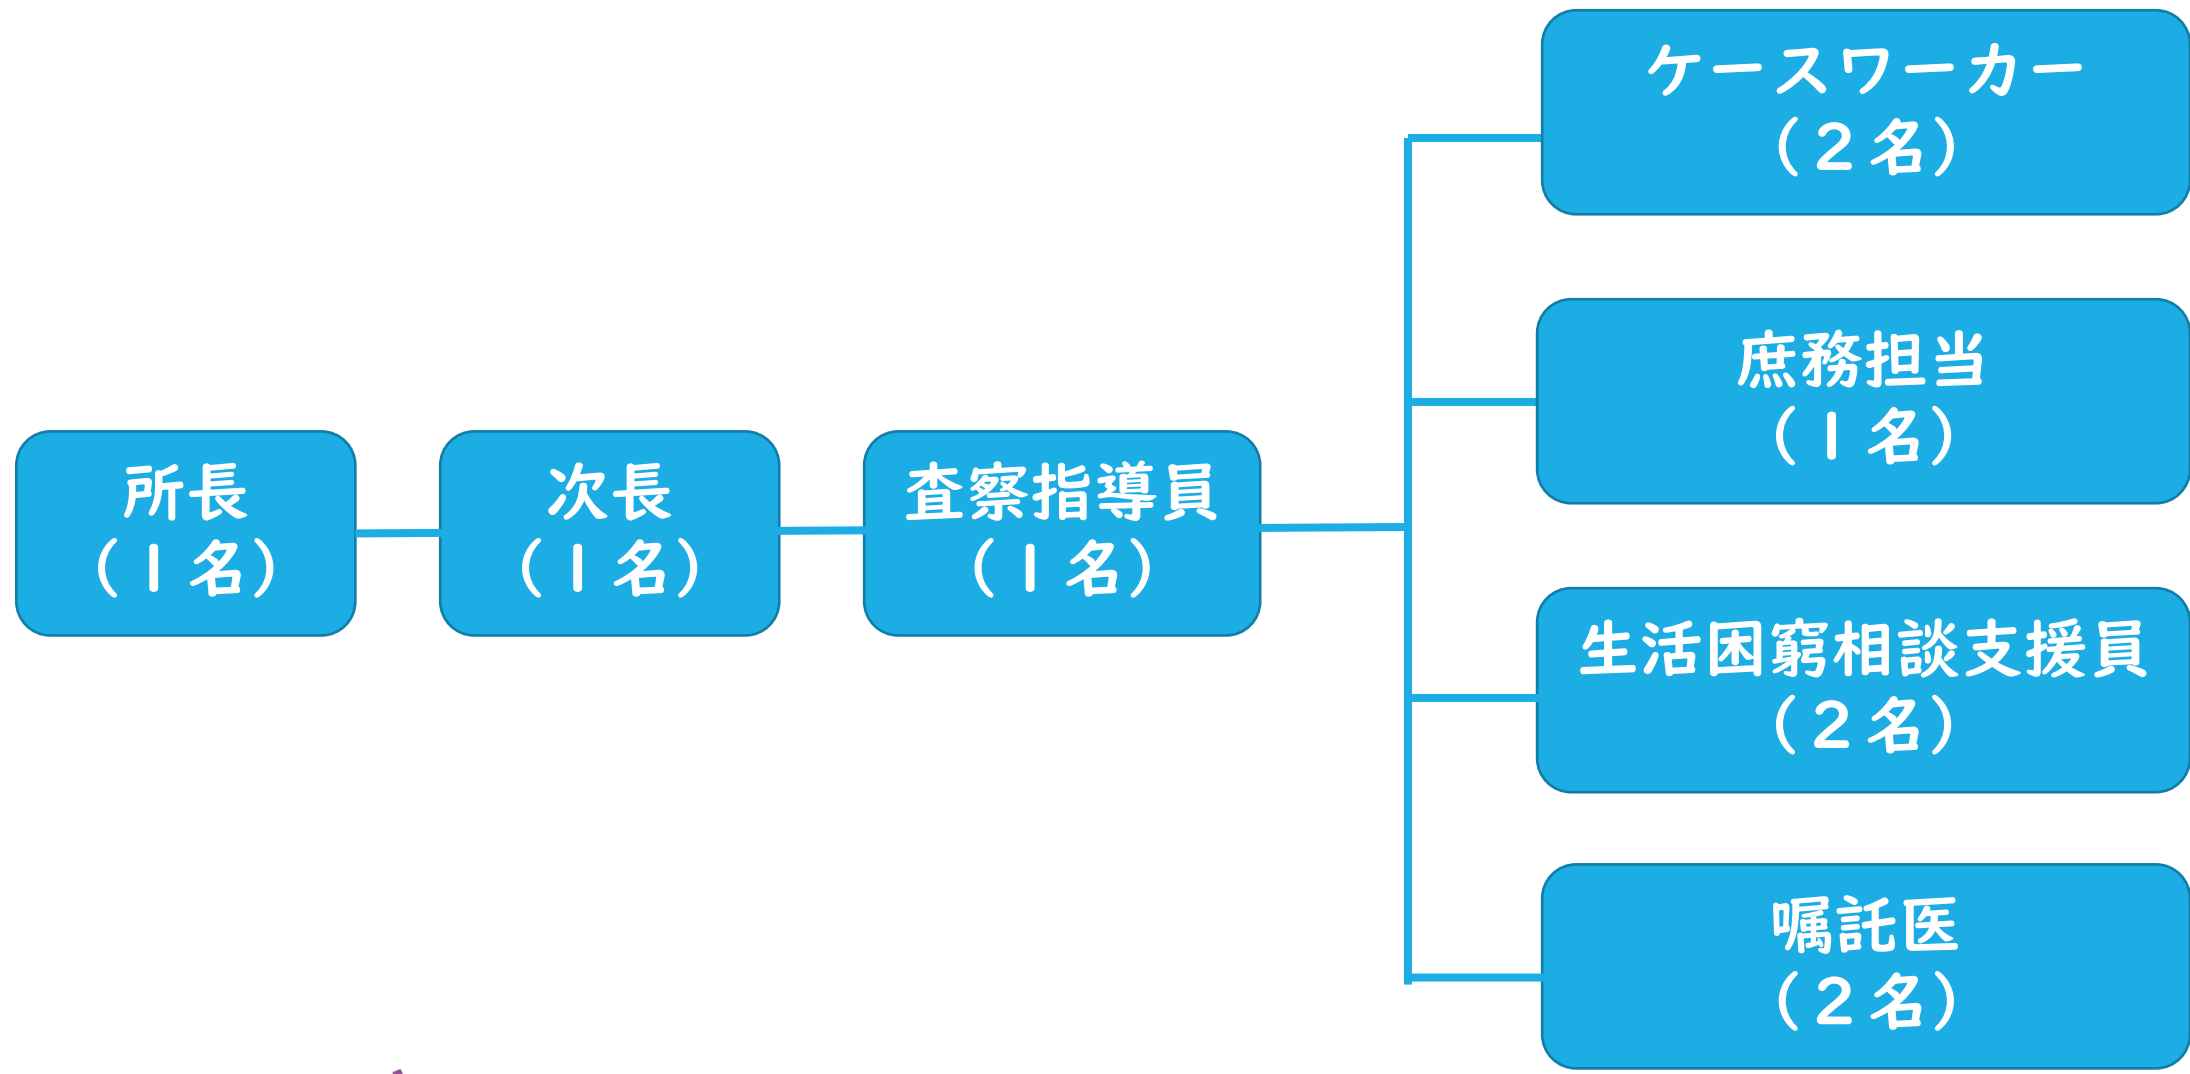 所長
（１名）
次長
（１名）
査察指導員
（１名）
ケースワーカー
（２名）
庶務担当
（１名）
生活困窮相談支援員
（２名）
嘱託医
（２名）